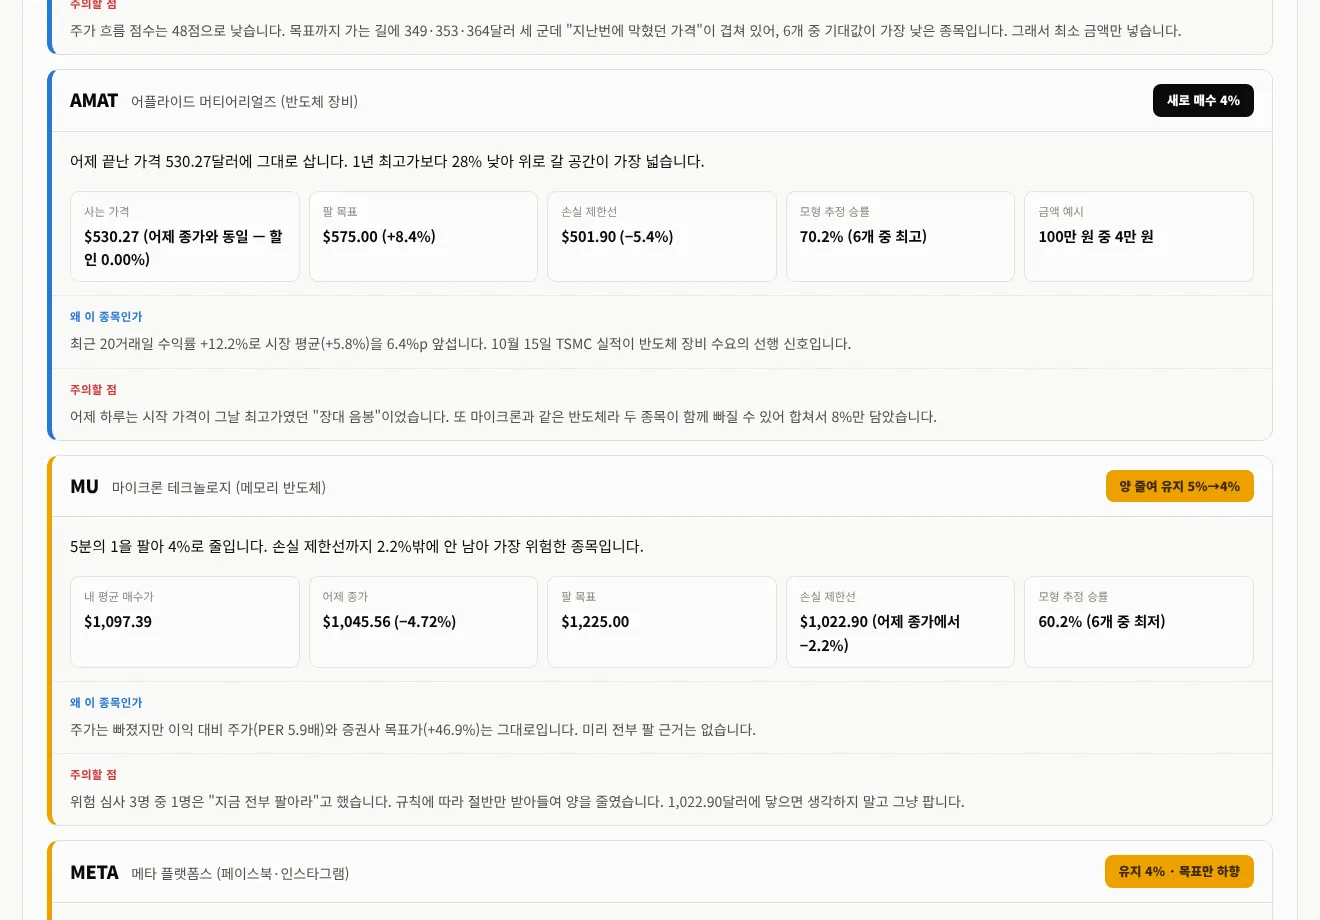 주의할 점
주가 흐름 점수는 48점으로 낮습니다. 목표까지 가는 길에 349·353·364달러 세 군데 "지난번에 막혔던 가격"이 겹쳐 있어, 6개 중 기대값이 가장 낮은 종목입니다. 그래서 최소 금액만 넣습니다.
AMAT 어플라이드 머티어리얼즈 (반도체 장비)
새로 매수 4%
어제 끝난 가격 530.27달러에 그대로 삽니다. 1년 최고가보다 28% 낮아 위로 갈 공간이 가장 넓습니다.
사는 가격
$530.27 (어제 종가와 동일 — 할
인 0.00%)
팔 목표
$575.00 (+8.4%)
손실 제한선
$501.90 (−5.4%)
모형 추정 승률
70.2% (6개 중 최고)
금액 예시
100만 원 중 4만 원
왜 이 종목인가
최근 20거래일 수익률 +12.2%로 시장 평균(+5.8%)을 6.4%p 앞섭니다. 10월 15일 TSMC 실적이 반도체 장비 수요의 선행 신호입니다.
주의할 점
어제 하루는 시작 가격이 그날 최고가였던 "장대 음봉"이었습니다. 또 마이크론과 같은 반도체라 두 종목이 함께 빠질 수 있어 합쳐서 8%만 담았습니다.
MU 마이크론 테크놀로지 (메모리 반도체)
양 줄여 유지 5%→4%
5분의 1을 팔아 4%로 줄입니다. 손실 제한선까지 2.2%밖에 안 남아 가장 위험한 종목입니다.
내 평균 매수가
$1,097.39
어제 종가
$1,045.56 (−4.72%)
팔 목표
$1,225.00
손실 제한선
$1,022.90 (어제 종가에서
−2.2%)
모형 추정 승률
60.2% (6개 중 최저)
왜 이 종목인가
주가는 빠졌지만 이익 대비 주가(PER 5.9배)와 증권사 목표가(+46.9%)는 그대로입니다. 미리 전부 팔 근거는 없습니다.
주의할 점
위험 심사 3명 중 1명은 "지금 전부 팔아라"고 했습니다. 규칙에 따라 절반만 받아들여 양을 줄였습니다. 1,022.90달러에 닿으면 생각하지 말고 그냥 팝니다.
META 메타 플랫폼스 (페이스북·인스타그램)
유지 4% · 목표만 하향